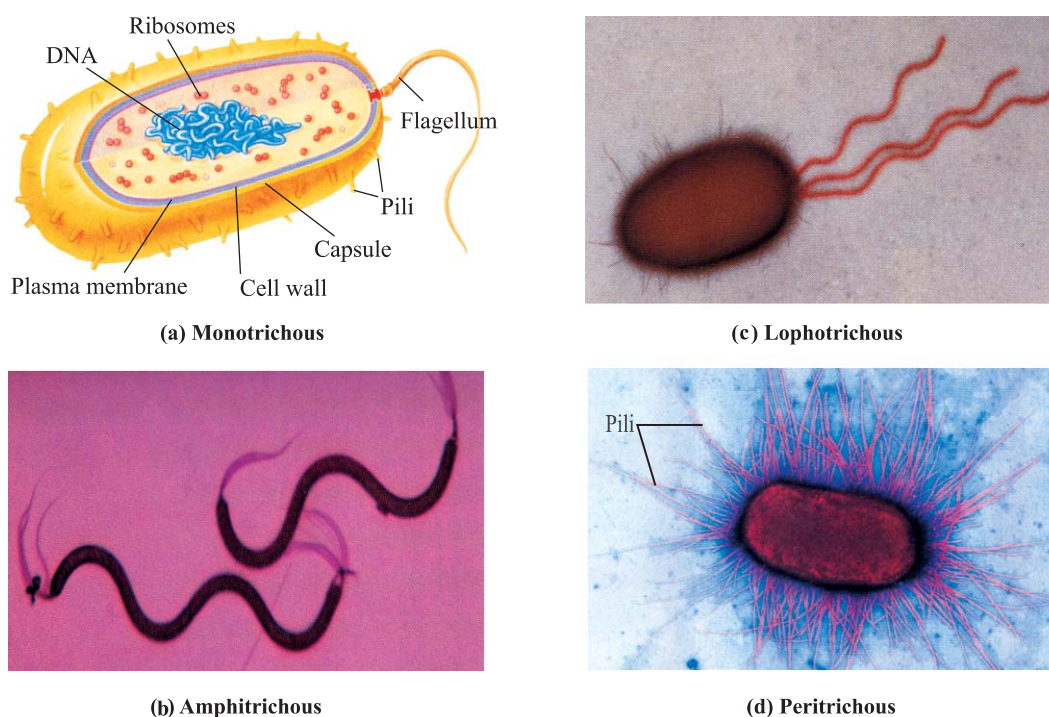 Ribosomes
DNA
Flagellum
Pili
Capsule
Cell wall
Plasma membrane
(a) Monotrichous
(c) Lophotrichous
Pili
(b) Amphitrichous
(d) Peritrichous